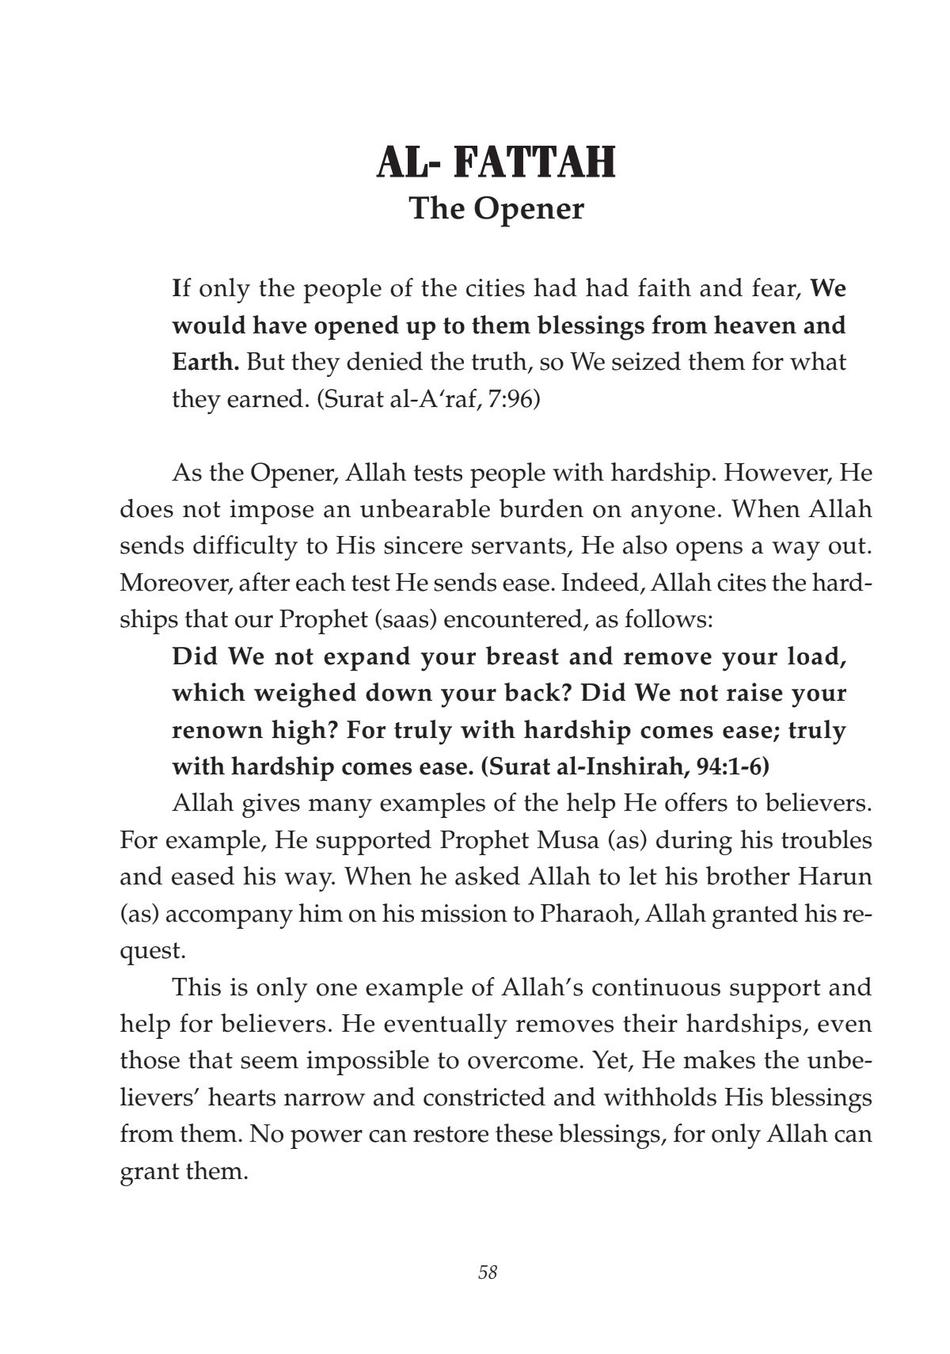 AL- FATTAH
The Opener
If only the people of the cities had had faith and fear, We
would have opened up to them blessings from heaven and
Earth. But they denied the truth, so We seized them for what
they earned. (Surat al-A‘raf, 7:96)
As the Opener, Allah tests people with hardship. However, He
does not impose an unbearable burden on anyone. When Allah
sends difficulty to His sincere servants, He also opens a way out.
Moreover, after each test He sends ease. Indeed, Allah cites the hard-
ships that our Prophet (saas) encountered, as follows:
Did We not expand your breast and remove your load,
which weighed down your back? Did We not raise your
renown high? For truly with hardship comes ease; truly
with hardship comes ease. (Surat al-Inshirah, 94:1-6)
Allah gives many examples of the help He offers to believers.
For example, He supported Prophet Musa (as) during his troubles
and eased his way. When he asked Allah to let his brother Harun
(as) accompany him on his mission to Pharaoh, Allah granted his re-
quest.
This is only one example of Allah’s continuous support and
help for believers. He eventually removes their hardships, even
those that seem impossible to overcome. Yet, He makes the unbe-
lievers’ hearts narrow and constricted and withholds His blessings
from them. No power can restore these blessings, for only Allah can
grant them.
58